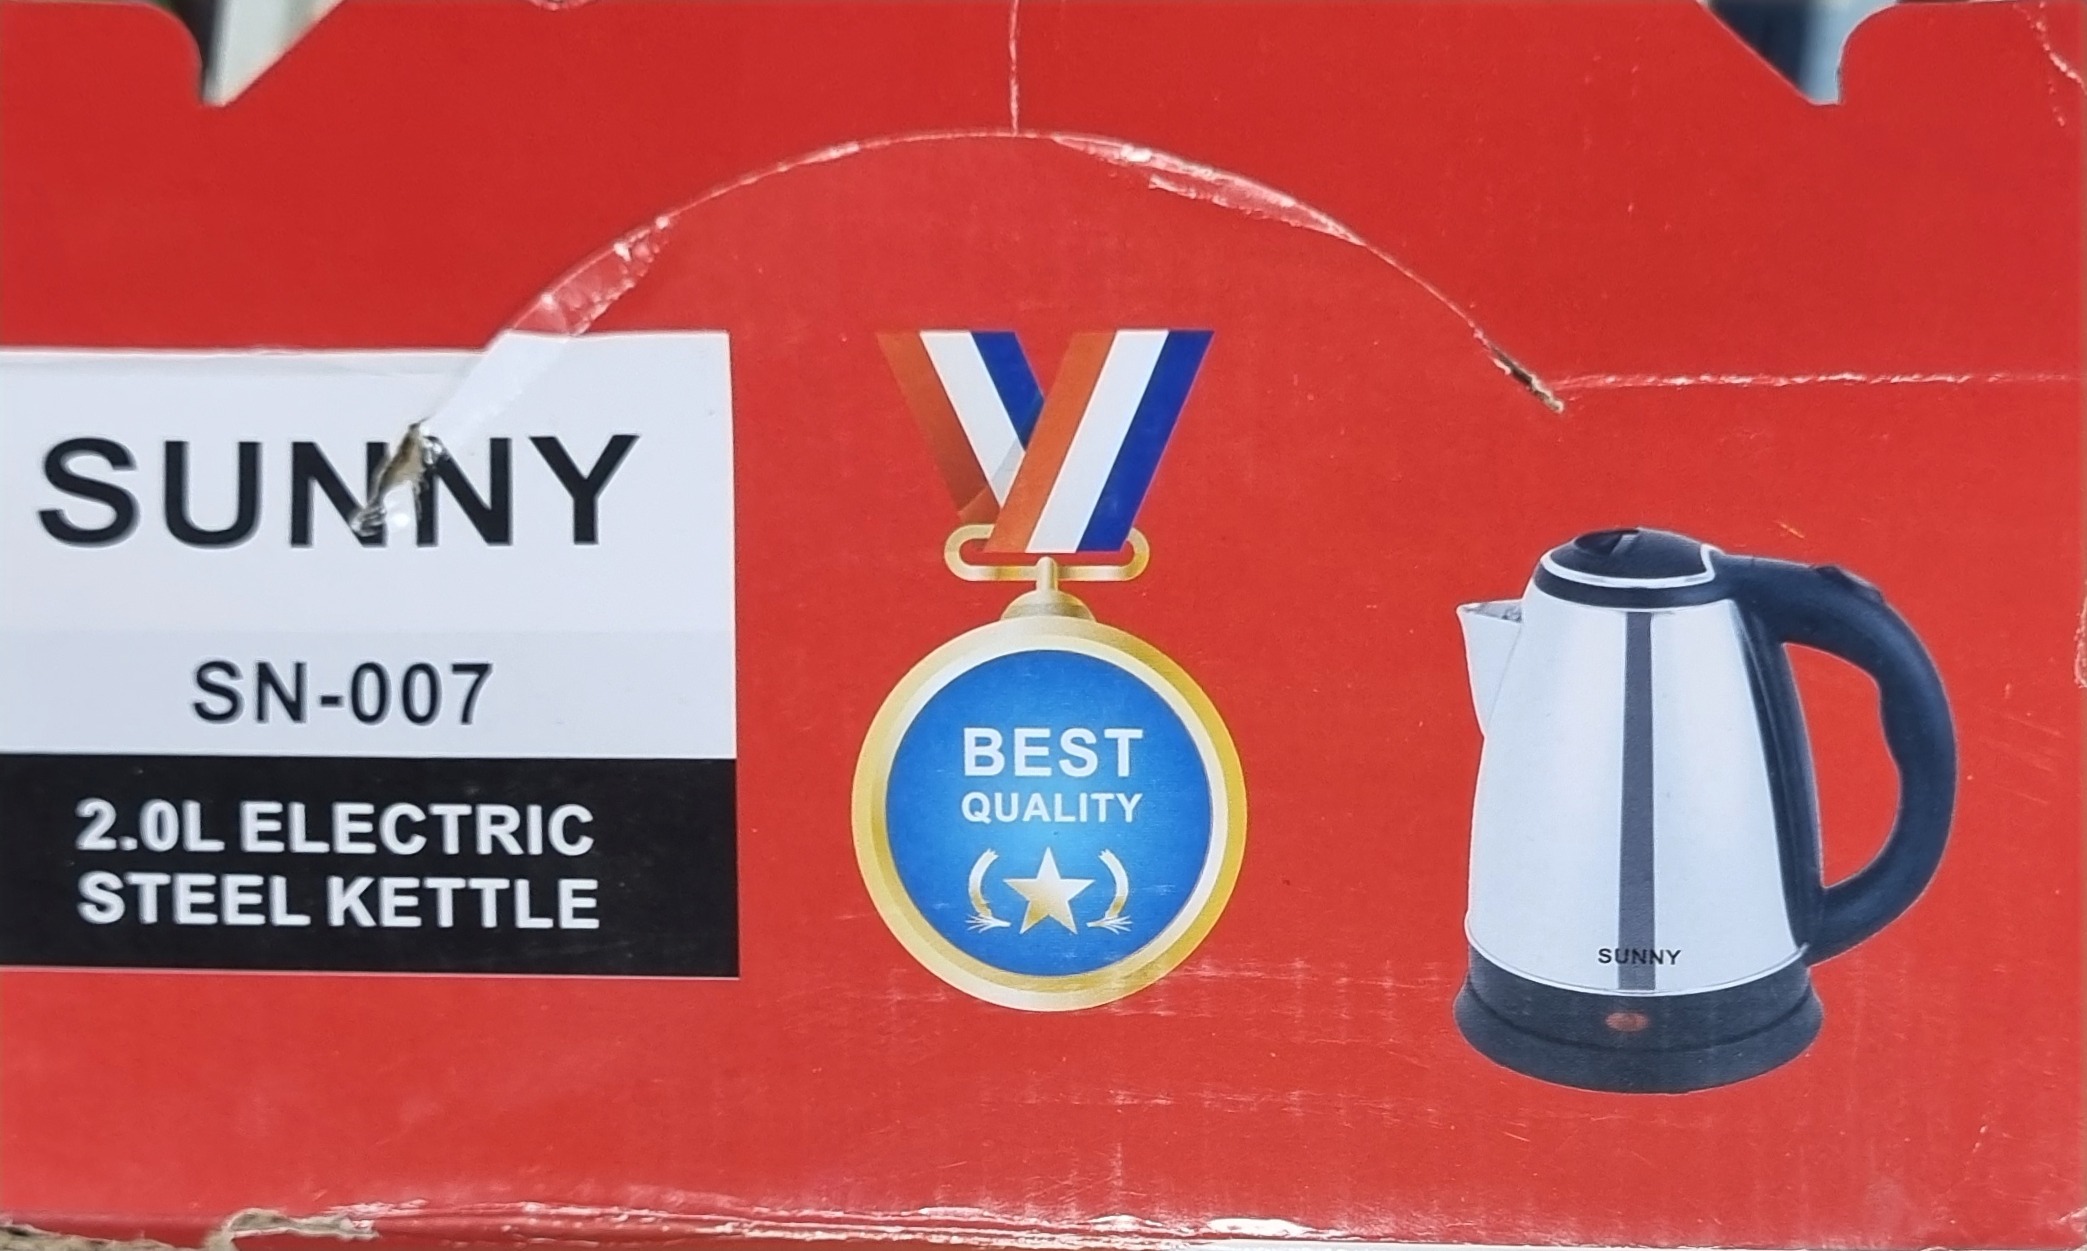 SUNNY
SN-007
2.0L ELECTRIC
STEEL KETTLE
BEST
QUALITY
SUNNY